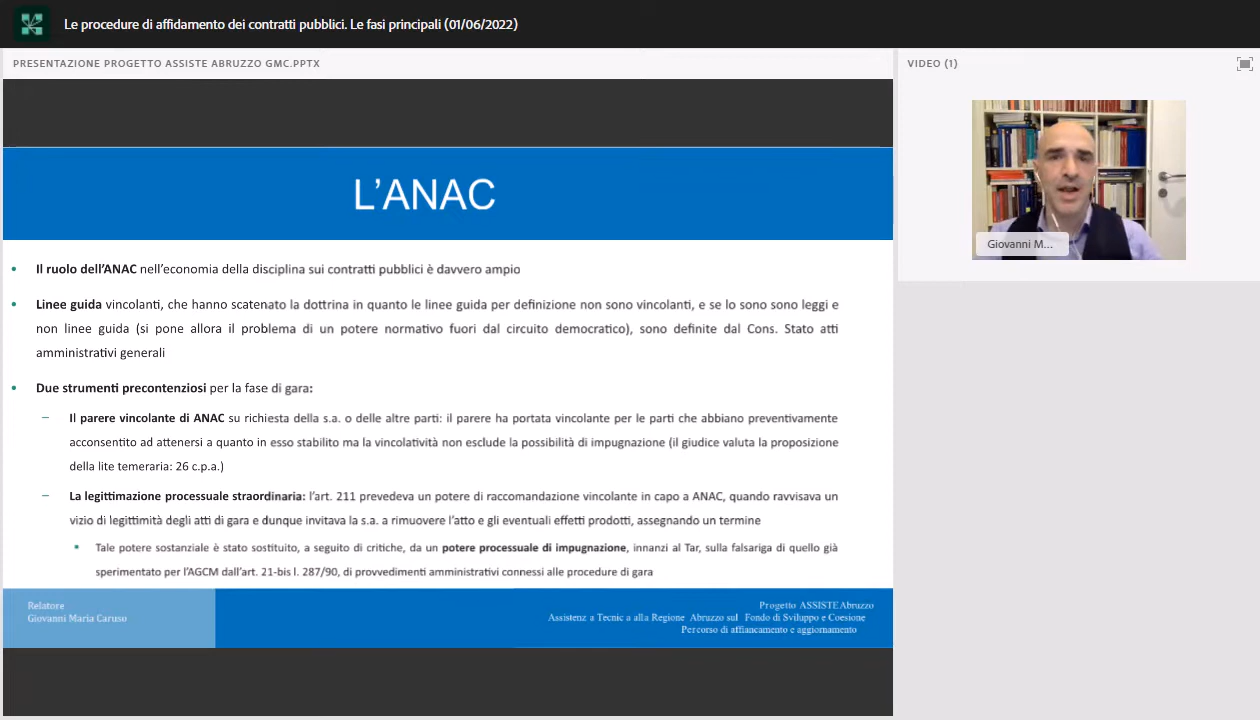 Le procedure di affidamento dei contratti pubblici. Le fasi principali (01/06/2022)
PRESENTAZIONE PROGETTO ASSISTE ABRUZZO GMC.PPTX
VIDEO (1)
L'ANAC
Giovanni M...
• Il ruolo dell'ANAC nell'economia della disciplina sui contratti pubblici è davvero ampio
• Linee guida vincolanti, che hanno scatenato la dottrina in quanto le linee guida per definizione non sono vincolanti, e se lo sono sono leggi e
non linee guida (si pone allora il problema di un potere normativo fuori dal circuito democratico), sono definite dal Cons. Stato atti
amministrativi generali
• Due strumenti precontenziosi per la fase di gara:
– Il parere vincolante di ANAC su richiesta della s.a. o delle altre parti: il parere ha portata vincolante per le parti che abbiano preventivamente
acconsentito ad attenersi a quanto in esso stabilito ma la vincolatività non esclude la possibilità di impugnazione (il giudice valuta la proposizione
della lite temeraria: 26 c.p.a.)
– La legittimazione processuale straordinaria: l'art. 211 prevedeva un potere di raccomandazione vincolante in capo a ANAC, quando ravvisava un
vizio di legittimità degli atti di gara e dunque invitava la s.a. a rimuovere l'atto e gli eventuali effetti prodotti, assegnando un termine
• Tale potere sostanziale è stato sostituito, a seguito di critiche, da un potere processuale di impugnazione, innanzi al Tar, sulla falsariga di quello già
sperimentato per l'AGCM dall'art. 21-bis l. 287/90, di provvedimenti amministrativi connessi alle procedure di gara
Relatore
Giovanni Maria Caruso
Progetto ASSISTE Abruzzo
Assistenz a Tecnic a alla Regione Abruzzo sul Fondo di Sviluppo e Coesione
Percorso di affiancamento e aggiornamento